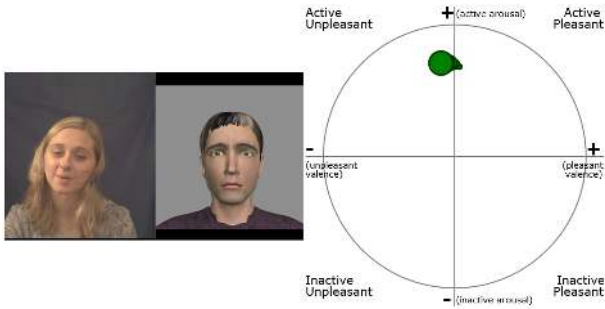 Active
Unpleasant
+ (active arousal)
Active
Pleasant
-
(unpleasant
valence)
+
(pleasant
valence)
Inactive
Unpleasant
- (inactive arousal)
Inactive
Pleasant